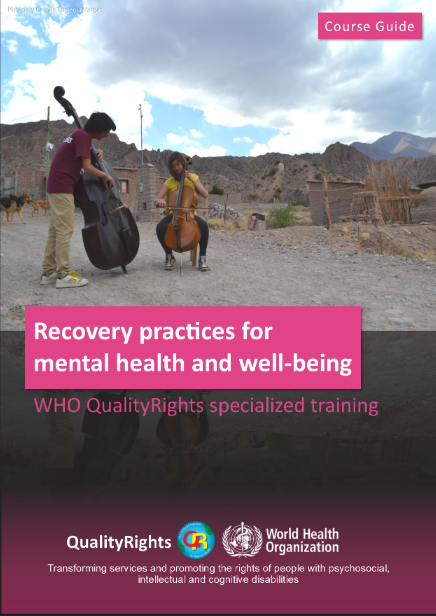 Course Guide
Recovery practices for
mental health and well-being
WHO QualityRights specialized training
QualityRights
QR
World Health
Organization
Transforming services and promoting the rights of people with psychosocial,
intellectual and cognitive disabilities